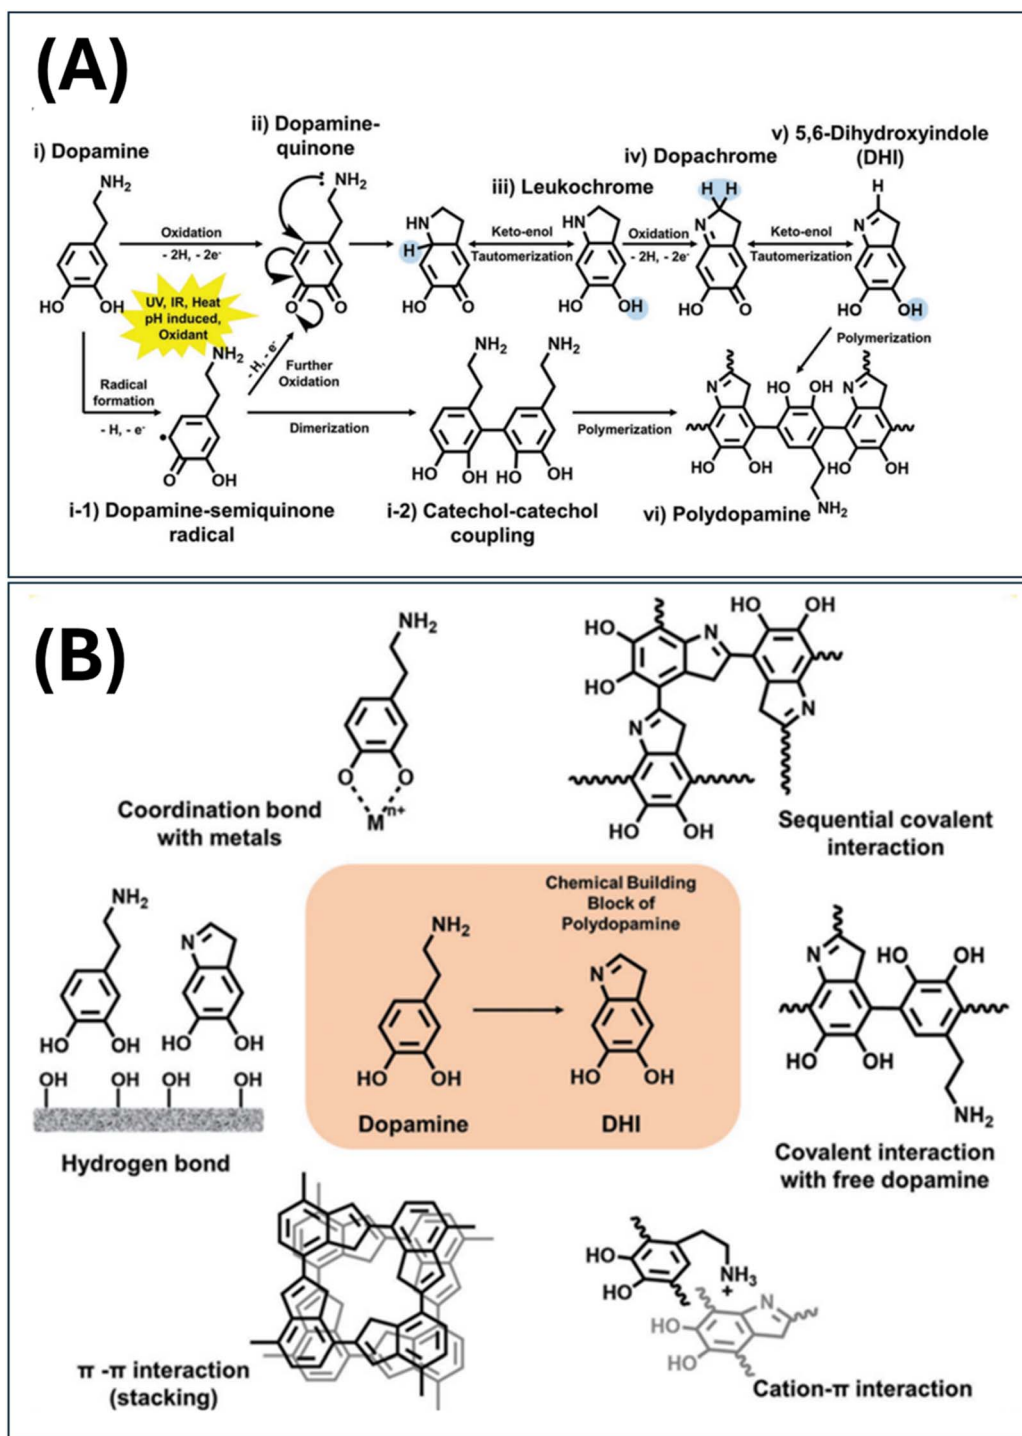 (A)
i) Dopamine
NH2
HO
OH
Oxidation
- 2H, - 2e-
UV, IR, Heat
pH induced,
Oxidant
ii) Dopamine-
quinone
NH2
O
O
HN
H
HO
O
Keto-enol
Tautomerization
iii) Leukochrome
HN
HO
OH
Oxidation
- 2H, - 2e-
iv) Dopachrome
H H
N
HO
O
Keto-enol
Tautomerization
v) 5,6-Dihydroxyindole
(DHI)
H
N
HO
OH
Polymerization
Radical
formation
- H, - e-
NH2
O
OH
i-1) Dopamine-semiquinone
radical
- H, - e-
Further
Oxidation
Dimerization
NH2
NH2
HO
OH
HO
OH
i-2) Catechol-catechol
coupling
Polymerization
N
HO
OH
N
HO
OH
HO
OH
NH2
vi) Polydopamine
(B)
NH2
O
O
Mn+
Coordination bond
with metals
HO
HO
N
HO
OH
N
N
HO
OH
Sequential covalent
interaction
NH2
HO
OH
N
HO
OH
OH
OH
OH
OH
Hydrogen bond
Chemical Building
Block of
Polydopamine
NH2
HO
OH
Dopamine
N
HO
OH
DHI
N
HO
OH
HO
OH
NH2
Covalent interaction
with free dopamine
π -π interaction
(stacking)
HO
HO
NH3
+
N
HO
HO
Cation-π interaction